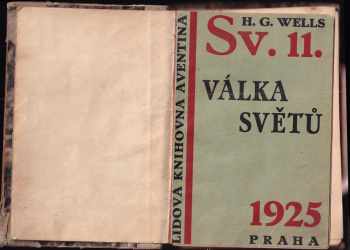 LIDOVÁ KNIHOVNA AVENTINA
H. G. WELLS
Sv. 11.
VÁLKA
SVĚTŮ
1925
PRAHA